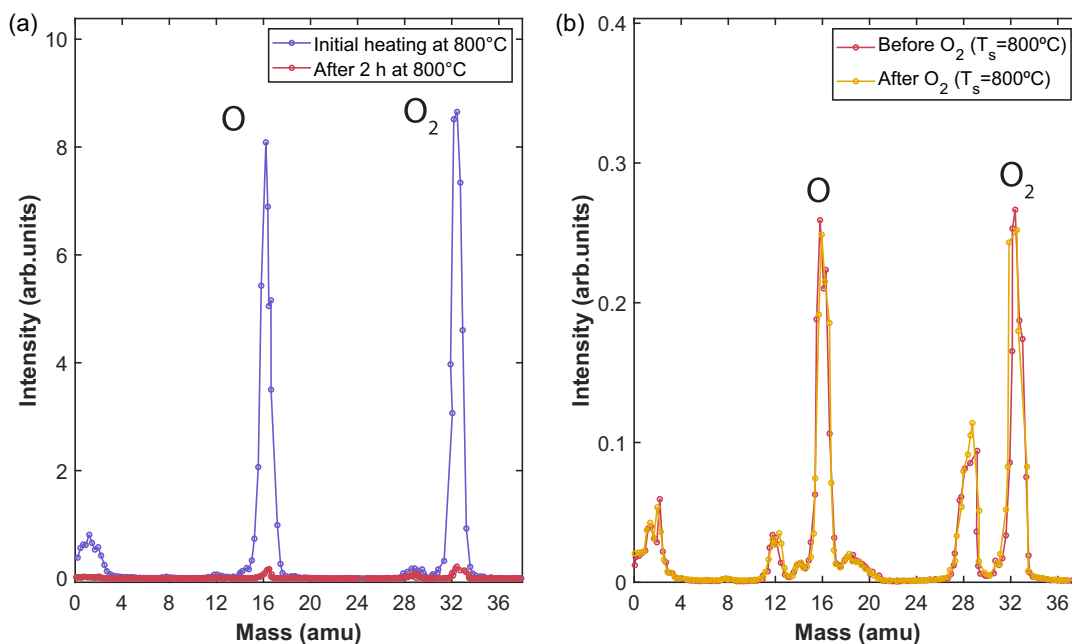 (a)
10
8
6
4
2
0
0 4 8 12 16 20 24 28 32 36
Intensity (arb.units)
Mass (amu)
Initial heating at 800°C
After 2 h at 800°C
O
O2
(b)
0.4
0.3
0.2
0.1
0
0 4 8 12 16 20 24 28 32 36
Intensity (arb.units)
Mass (amu)
Before O2 (Ts=800ºC)
After O2 (Ts=800ºC)
O
O2